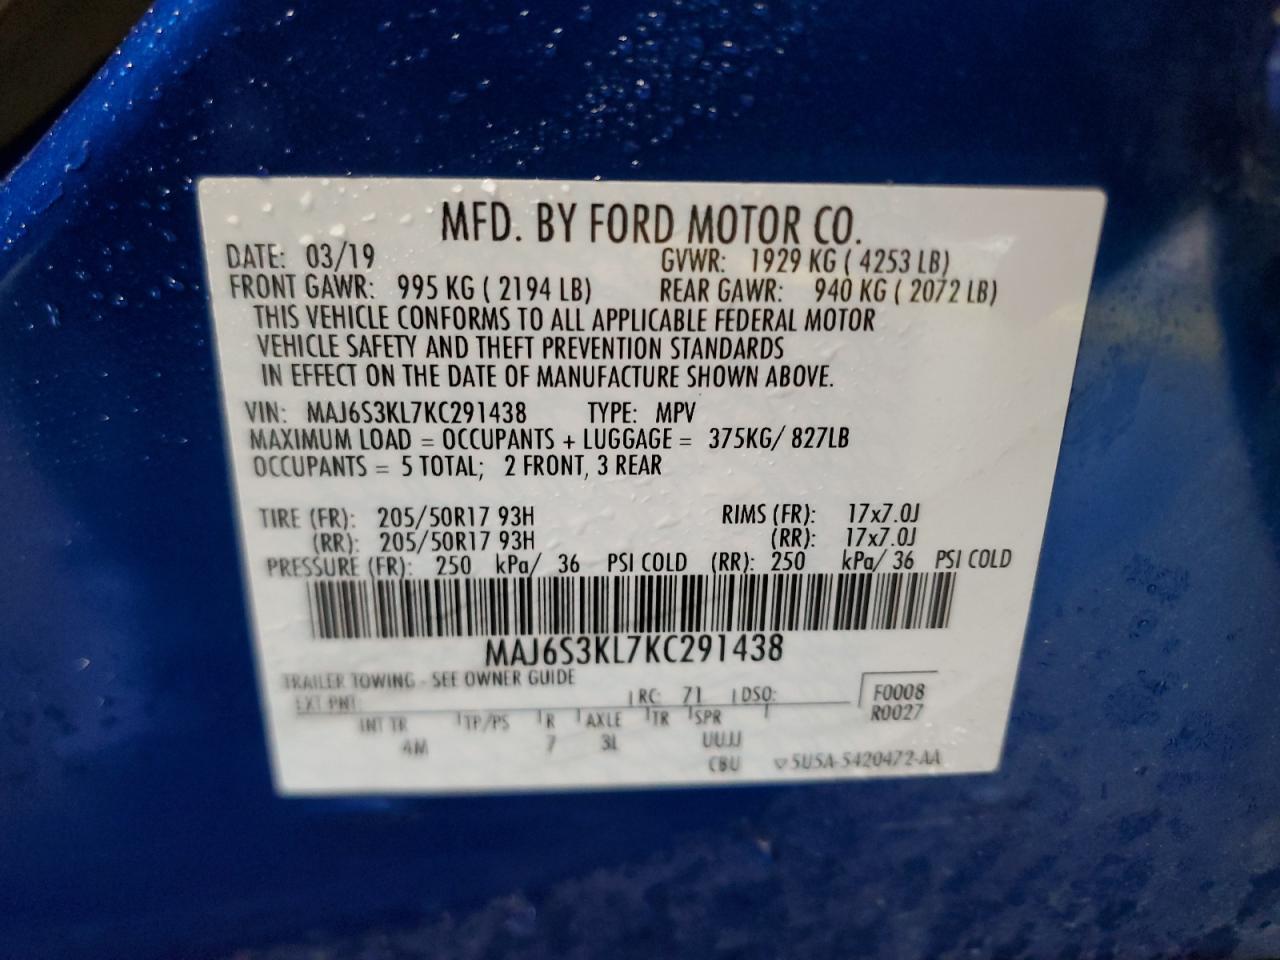 MFD. BY FORD MOTOR CO.
DATE: 03/19 GVWR: 1929 KG ( 4253 LB)
FRONT GAWR: 995 KG ( 2194 LB) REAR GAWR: 940 KG ( 2072 LB)
THIS VEHICLE CONFORMS TO ALL APPLICABLE FEDERAL MOTOR
VEHICLE SAFETY AND THEFT PREVENTION STANDARDS
IN EFFECT ON THE DATE OF MANUFACTURE SHOWN ABOVE.
VIN: MAJ6S3KL7KC291438 TYPE: MPV
MAXIMUM LOAD = OCCUPANTS + LUGGAGE = 375KG/ 827LB
OCCUPANTS = 5 TOTAL; 2 FRONT, 3 REAR
TIRE (FR): 205/50R17 93H RIMS (FR): 17x7.0J
(RR): 205/50R17 93H (RR): 17x7.0J
PRESSURE (FR): 250 kPa/ 36 PSI COLD (RR): 250 kPa/ 36 PSI COLD
MAJ6S3KL7KC291438
TRAILER TOWING - SEE OWNER GUIDE
EXT PNT: RC: 71 DSO: F0008
R0027
INT TR TP/PS R AXLE TR SPR
4M 7 3L UUJJ
CBU 5U5A-5420472-AA